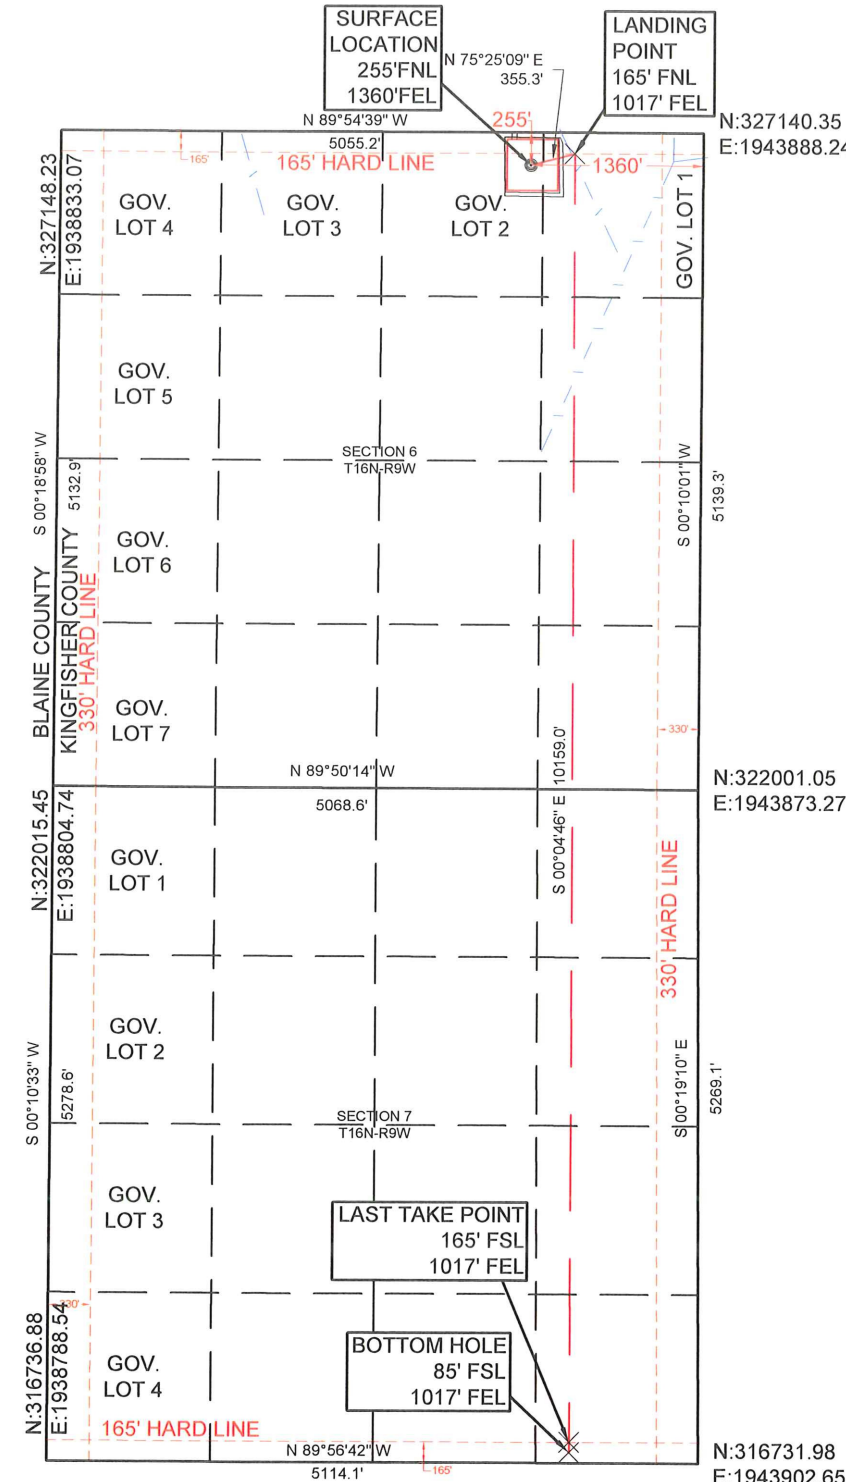 SURFACE
LOCATION
255'FNL
1360'FEL
N 75°25'09" E
355.3'
LANDING
POINT
165' FNL
1017' FEL
N 89°54'39" W
5055.2'
255'
N:327140.35
E:1943888.24
165'
165' HARD LINE
1360'
N:327148.23
E:1938833.07
GOV.
LOT 4
GOV.
LOT 3
GOV.
LOT 2
GOV. LOT 1
GOV.
LOT 5
SECTION 6
T16N-R9W
S 00°18'58" W
5132.9'
S 00°10'01" W
5139.3'
GOV.
LOT 6
BLAINE COUNTY
KINGFISHER COUNTY
330' HARD LINE
GOV.
LOT 7
330'
N 89°50'14" W
5068.6'
S 00°04'46" E 10159.0'
N:322001.05
E:1943873.27
N:322015.45
E:1938804.74
GOV.
LOT 1
330' HARD LINE
GOV.
LOT 2
S 00°10'33" W
5278.6'
S 00°19'10" E
5269.1'
SECTION 7
T16N-R9W
GOV.
LOT 3
LAST TAKE POINT
165' FSL
1017' FEL
330'
N:316736.88
E:1938788.54
BOTTOM HOLE
85' FSL
1017' FEL
GOV.
LOT 4
165' HARD LINE
N 89°56'42" W
5114.1'
165'
N:316731.98
E:1943902.65